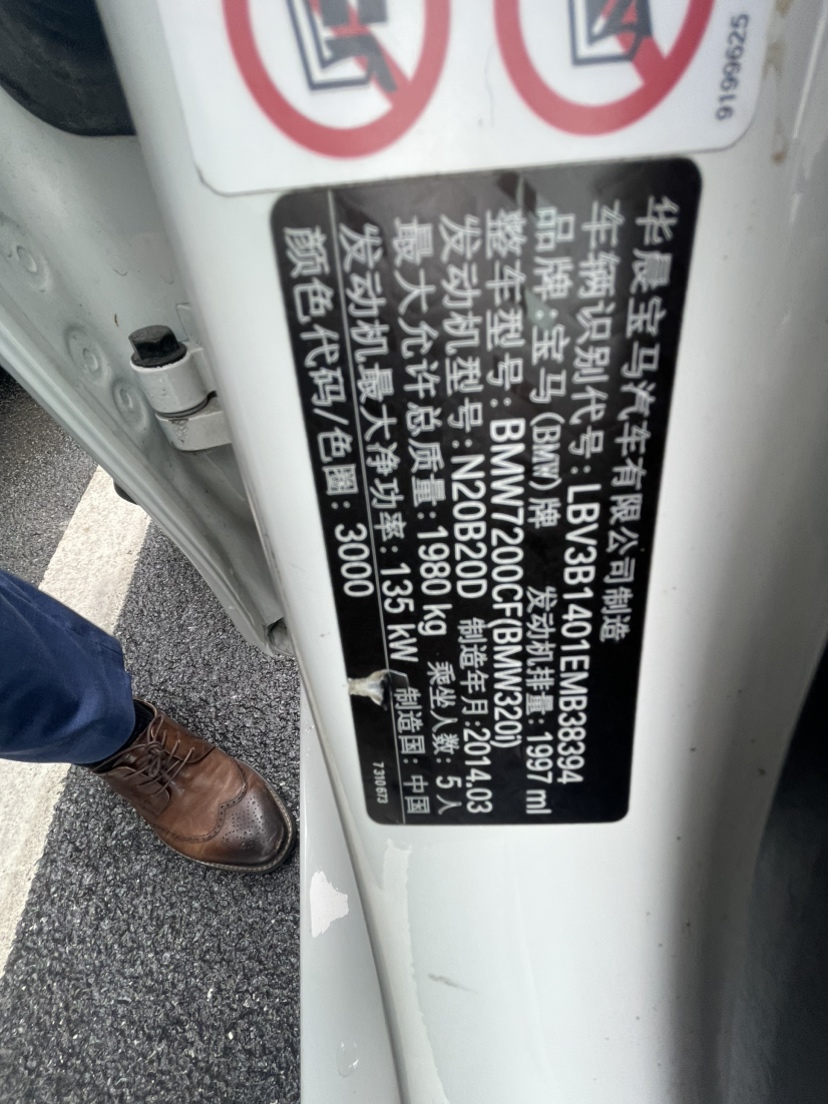 9199625
华晨宝马汽车有限公司制造
车辆识别代号：LBV3B1401EMB38394
品牌：宝马(BMW)牌 发动机排量：1997 ml
整车型号：BMW7200CF(BMW320i)
发动机型号：N20B20D 制造年月：2014.03
最大允许总质量：1980 kg 乘坐人数：5人
发动机最大净功率：135 kW 制造国：中国
颜色代码/色圈：3000
7 310 673